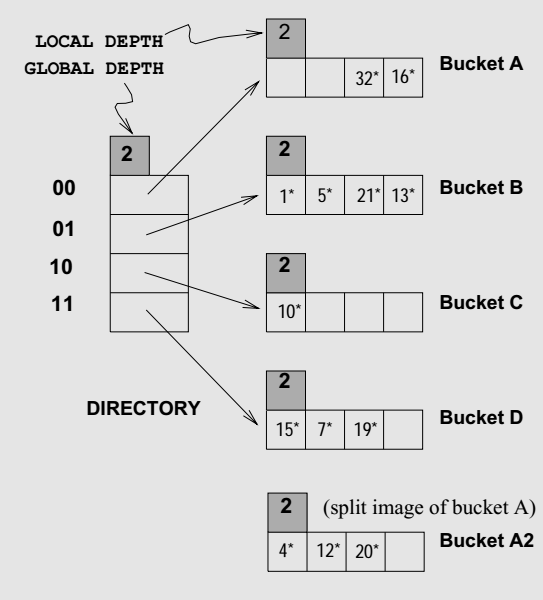 LOCAL DEPTH
GLOBAL DEPTH
2
32* 16*
Bucket A
2
00
01
10
11
DIRECTORY
2
1* 5* 21* 13*
Bucket B
2
10*
Bucket C
2
15* 7* 19*
Bucket D
2
(split image of bucket A)
4* 12* 20*
Bucket A2